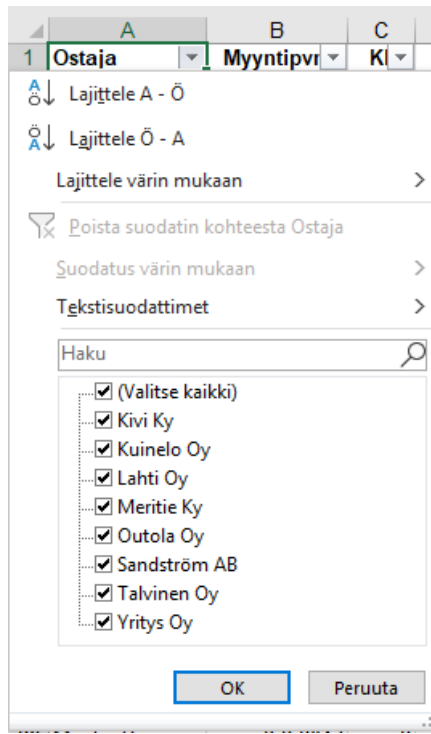 A B C
1 Ostaja Myyntipvr Kl
Lajittele A - Ö
Lajittele Ö - A
Lajittele värin mukaan
Poista suodatin kohteesta Ostaja
Suodatus värin mukaan
Tekstisuodattimet
Haku
(Valitse kaikki)
Kivi Ky
Kuinelo Oy
Lahti Oy
Meritie Ky
Outola Oy
Sandström AB
Talvinen Oy
Yritys Oy
OK Peruuta